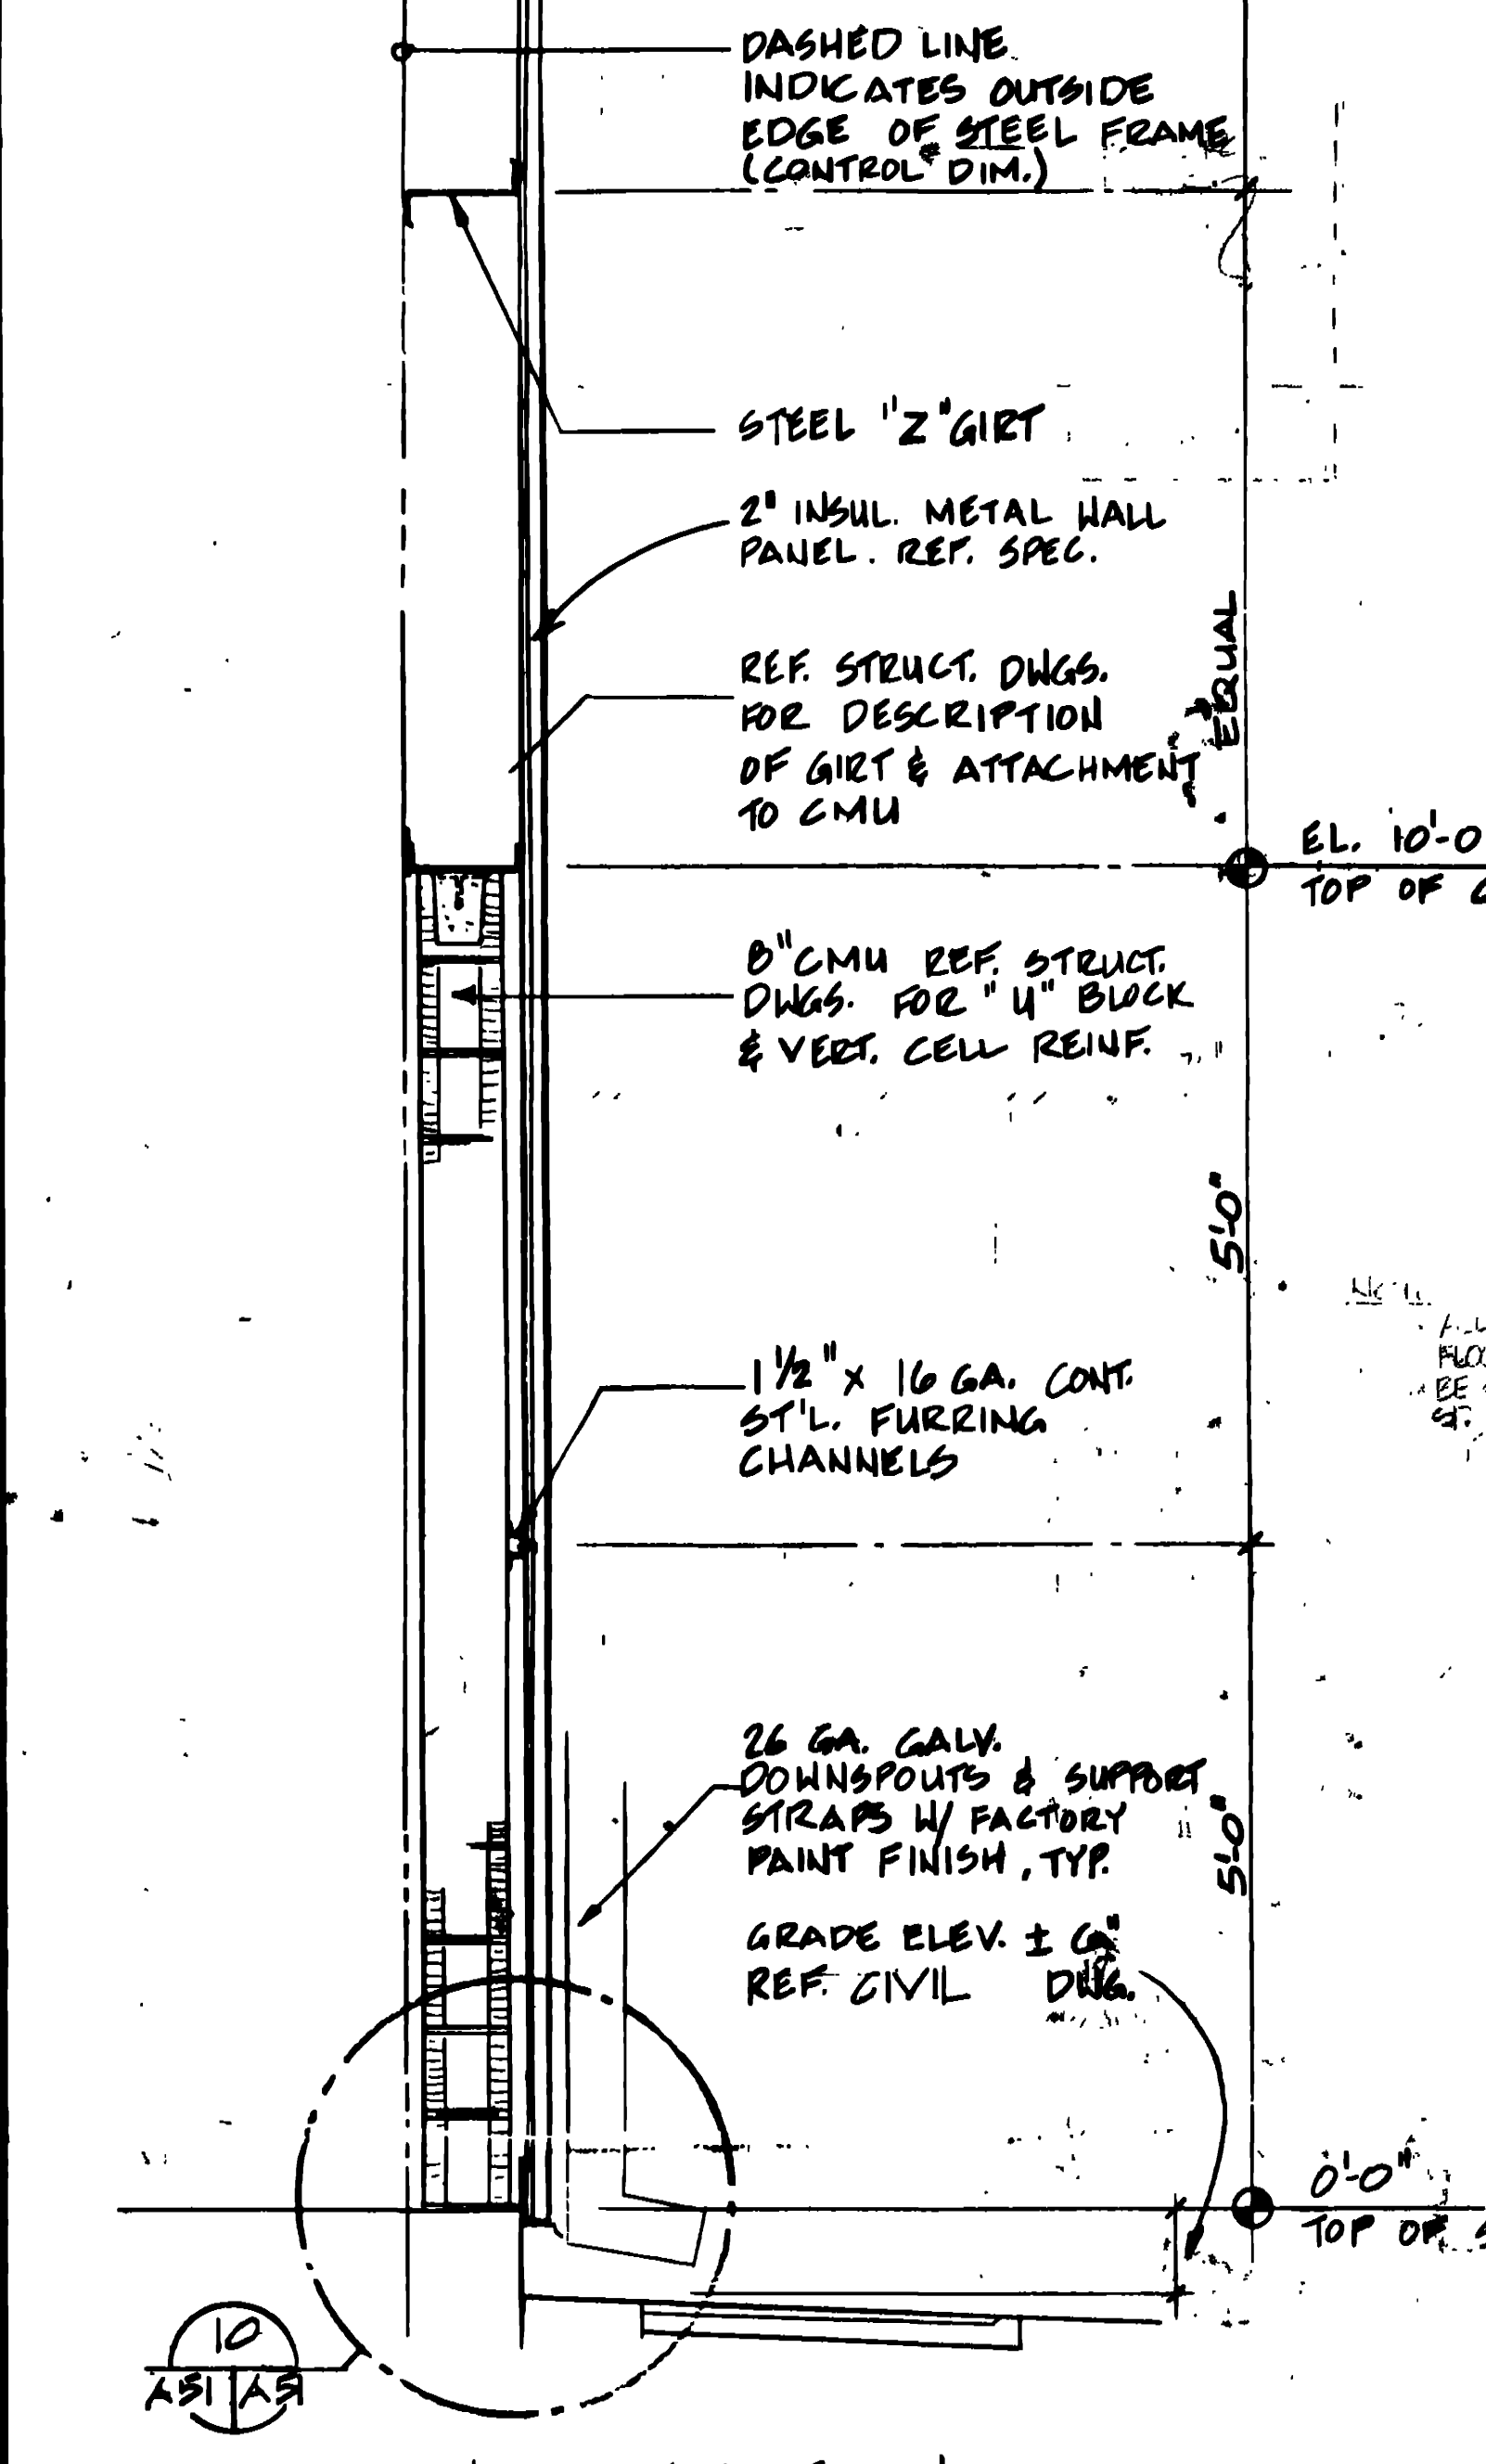 DASHED LINE
INDICATES OUTSIDE
EDGE OF STEEL FRAME
(CONTROL DIM.)
STEEL "Z" GIRT
2" INSUL. METAL WALL
PANEL. REF. SPEC.
REF. STRUCT. DWGS.
FOR DESCRIPTION
OF GIRT & ATTACHMENT
TO CMU
EQUAL
EL. 10'-0
TOP OF
8" CMU REF. STRUCT.
DWGS. FOR "U" BLOCK
& VERT. CELL REINF.
5'-0"
1 1/2" x 16 GA. CONT.
ST'L. FURRING
CHANNELS
26 GA. GALV.
DOWNSPOUTS & SUPPORT
STRAPS W/ FACTORY
PAINT FINISH, TYP.
5'-0"
GRADE ELEV. ± 6"
REF. CIVIL DWG.
0'-0"
TOP OF
10
A51 A51